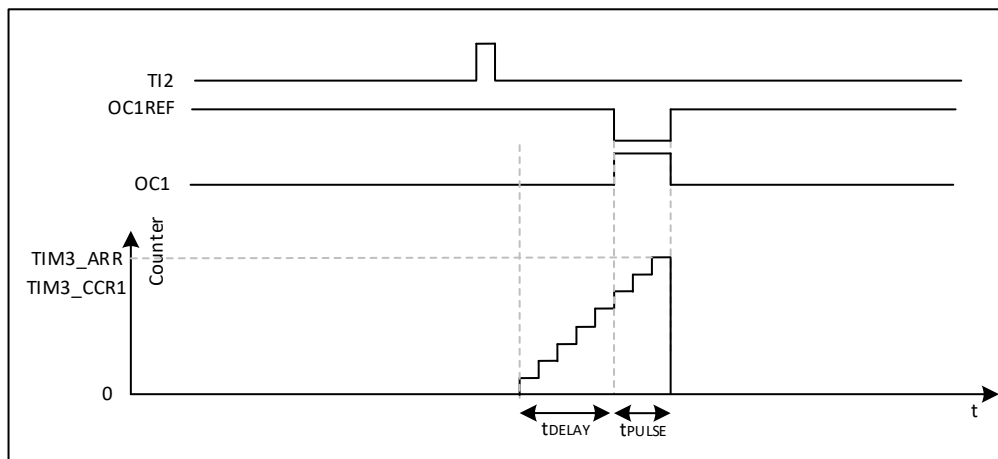 TI2
OC1REF
OC1
Counter
TIM3_ARR
TIM3_CCR1
0
t
tDELAY
tPULSE